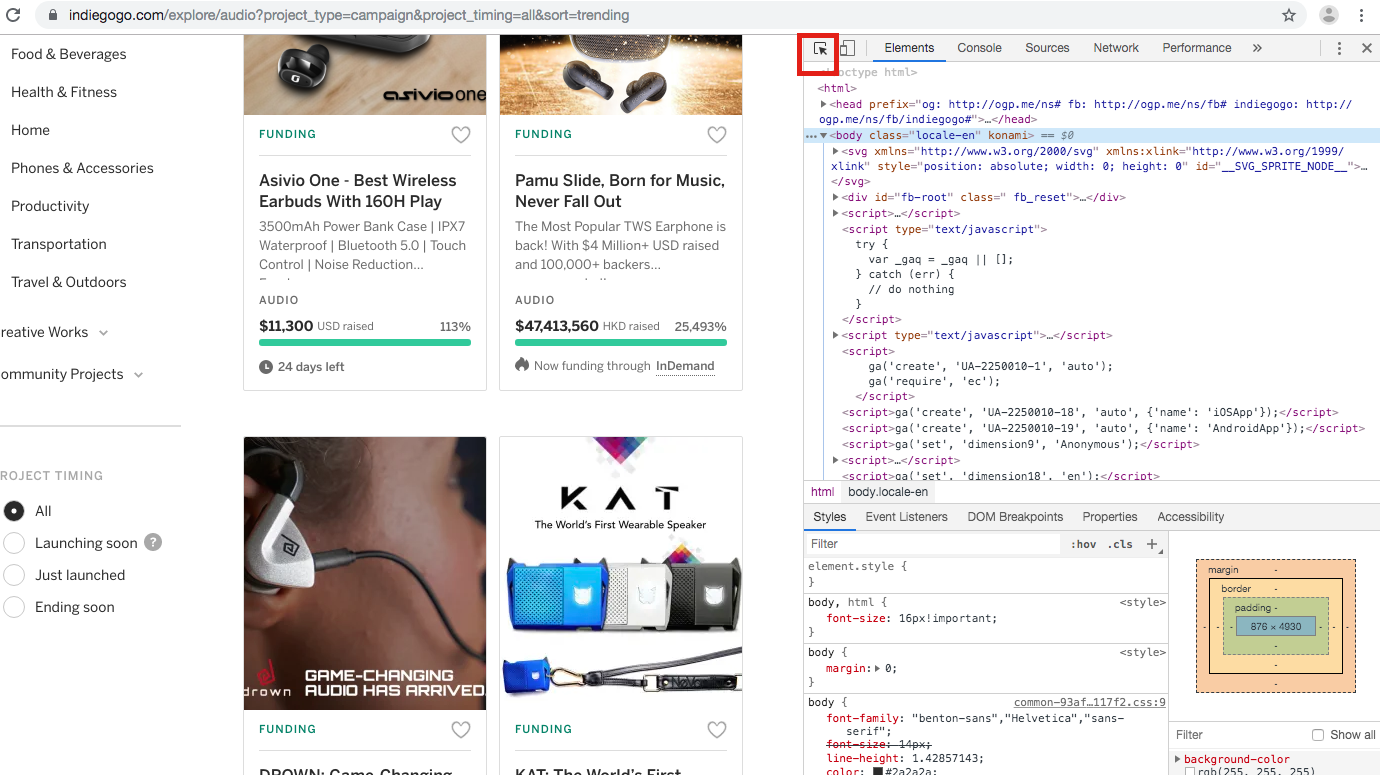 indiegogo.com/explore/audio?project_type=campaign&project_timing=all&sort=trending
Food & Beverages
Health & Fitness
Home
Phones & Accessories
Productivity
Transportation
Travel & Outdoors
reative Works
ommunity Projects
ROJECT TIMING
All
Launching soon ?
Just launched
Ending soon
asivio one
FUNDING
Asivio One - Best Wireless
Earbuds With 160H Play
3500mAh Power Bank Case | IPX7
Waterproof | Bluetooth 5.0 | Touch
Control | Noise Reduction...
AUDIO
$11,300 USD raised 113%
24 days left
FUNDING
Pamu Slide, Born for Music,
Never Fall Out
The Most Popular TWS Earphone is
back! With $4 Million+ USD raised
and 100,000+ backers...
AUDIO
$47,413,560 HKD raised 25,493%
Now funding through InDemand
drown
GAME-CHANGING
AUDIO HAS ARRIVED.
FUNDING
DROWN: Game-Changing
KAT
The World's First Wearable Speaker
FUNDING
KAT: The World's First
Elements Console Sources Network Performance »
<!doctype html>
<html>
<head prefix="og: http://ogp.me/ns# fb: http://ogp.me/ns/fb# indiegogo: http://
ogp.me/ns/fb/indiegogo#">…</head>
…<body class="locale-en" konami> == $0
<svg xmlns="http://www.w3.org/2000/svg" xmlns:xlink="http://www.w3.org/1999/
xlink" style="position: absolute; width: 0; height: 0" id="__SVG_SPRITE_NODE__">…
</svg>
<div id="fb-root" class=" fb_reset">…</div>
<script>…</script>
<script type="text/javascript">
try {
var _gaq = _gaq || [];
} catch (err) {
// do nothing
}
</script>
<script type="text/javascript">…</script>
<script>
ga('create', 'UA-2250010-1', 'auto');
ga('require', 'ec');
</script>
<script>ga('create', 'UA-2250010-18', 'auto', {'name': 'iOSApp'});</script>
<script>ga('create', 'UA-2250010-19', 'auto', {'name': 'AndroidApp'});</script>
<script>ga('set', 'dimension9', 'Anonymous');</script>
<script>…</script>
<script>ga('set', 'dimension18', 'en');</script>
html body.locale-en
Styles Event Listeners DOM Breakpoints Properties Accessibility
Filter :hov .cls +
element.style {
}
body, html { <style>
font-size: 16px!important;
}
body { <style>
margin: 0;
}
body { common-93af…117f2.css:9
font-family: "benton-sans","Helvetica","sans-
serif";
font-size: 14px;
line-height: 1.42857143;
color: #2a2a2a;
margin -
border -
padding -
- - - 876 × 4930 - - -
-
-
-
Filter Show all
background-color
rgb(255, 255, 255)